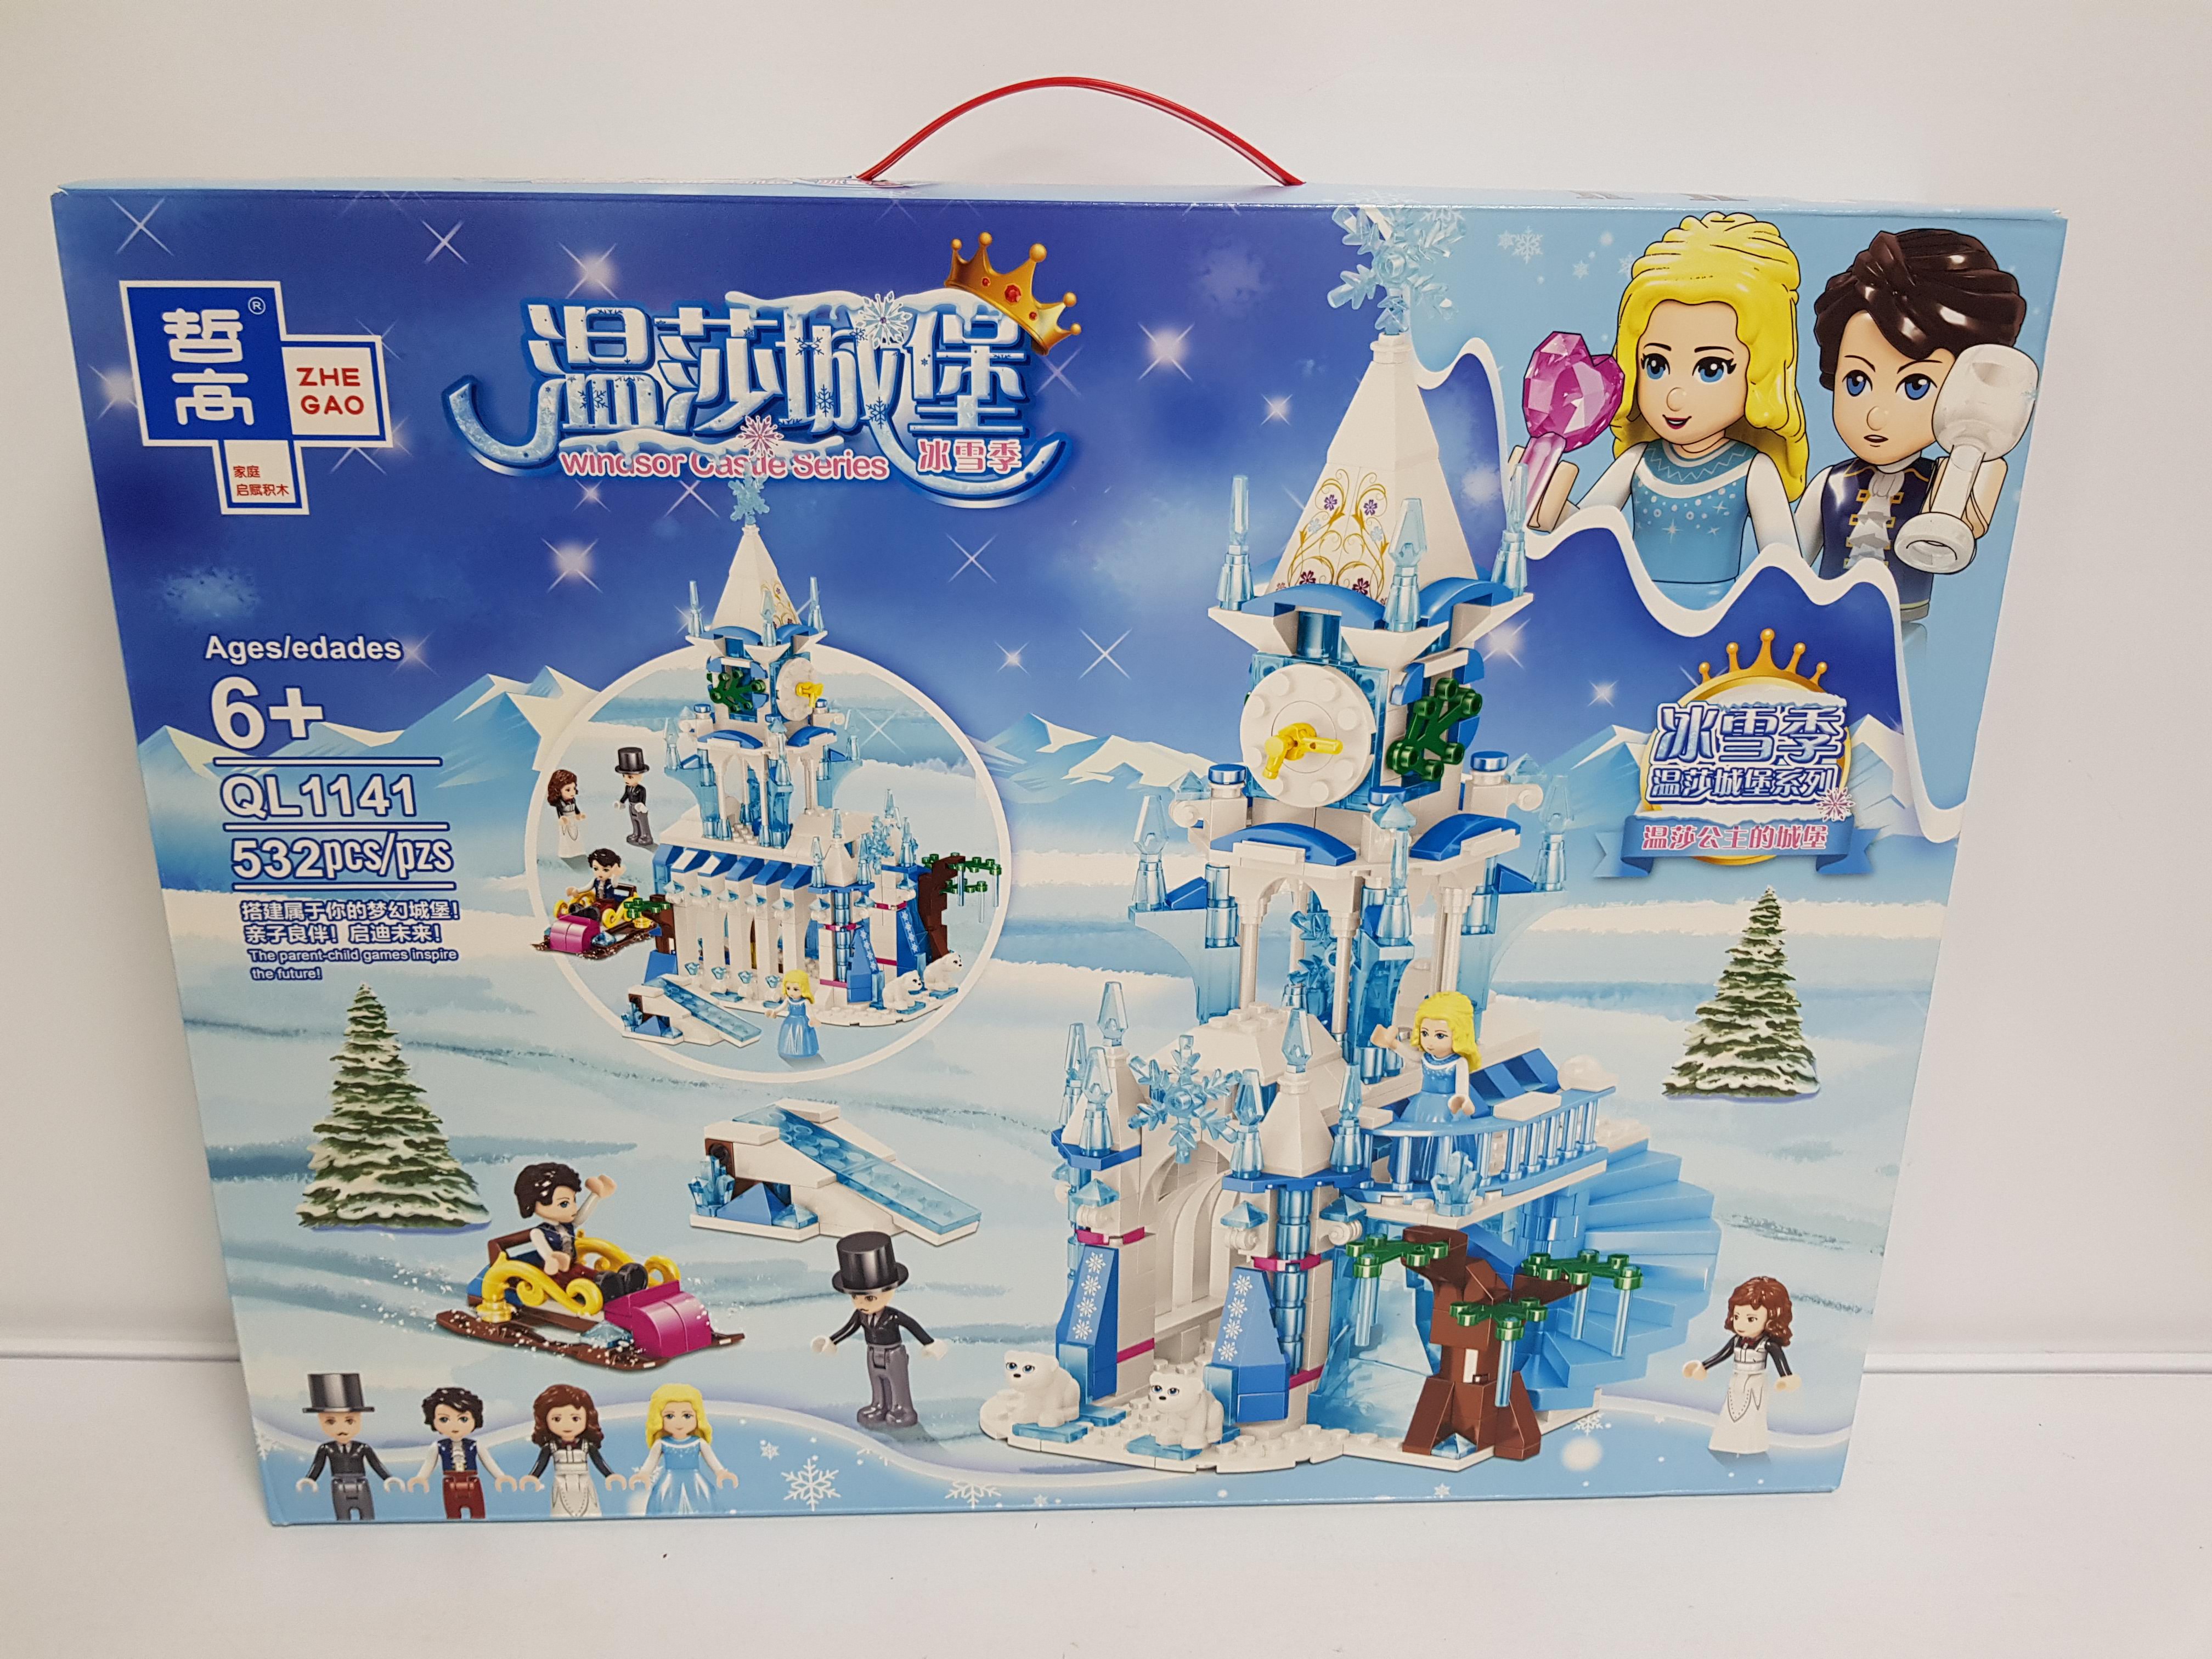 哲高®
ZHE
GAO
家庭
启赋积木
温莎城堡
Windsor Castle Series
冰雪季
Ages/edades
6+
QL1141
532pcs/pzs
搭建属于你的梦幻城堡！
亲子良伴！启迪未来！
The parent-child games inspire
the future!
冰雪季
温莎城堡系列
温莎公主的城堡